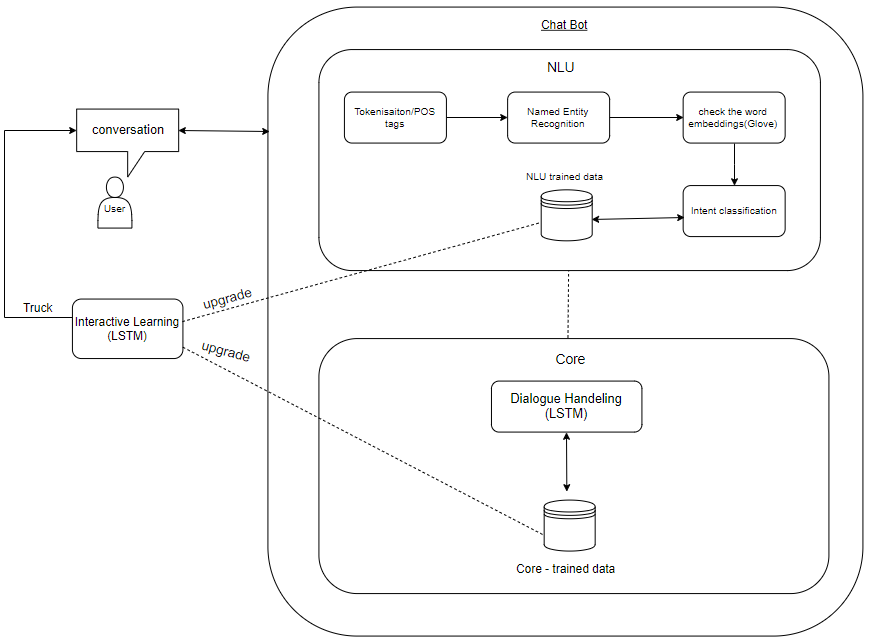 Chat Bot
NLU
Tokenisaiton/POS
tags
Named Entity
Recognition
check the word
embeddings(Glove)
conversation
NLU trained data
User
Intent classification
upgrade
Truck
Interactive Learning
(LSTM)
upgrade
Core
Dialogue Handeling
(LSTM)
Core - trained data